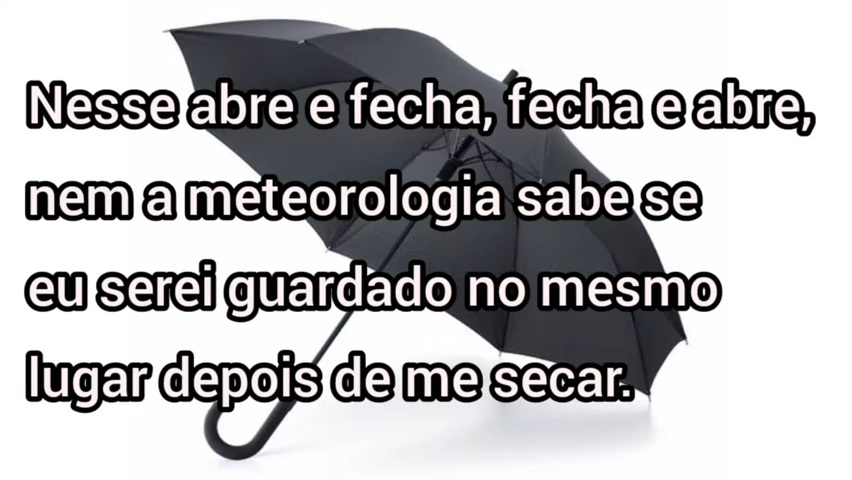 Nesse abre e fecha, fecha e abre,
nem a meteorologia sabe se
eu serei guardado no mesmo
lugar depois de me secar.